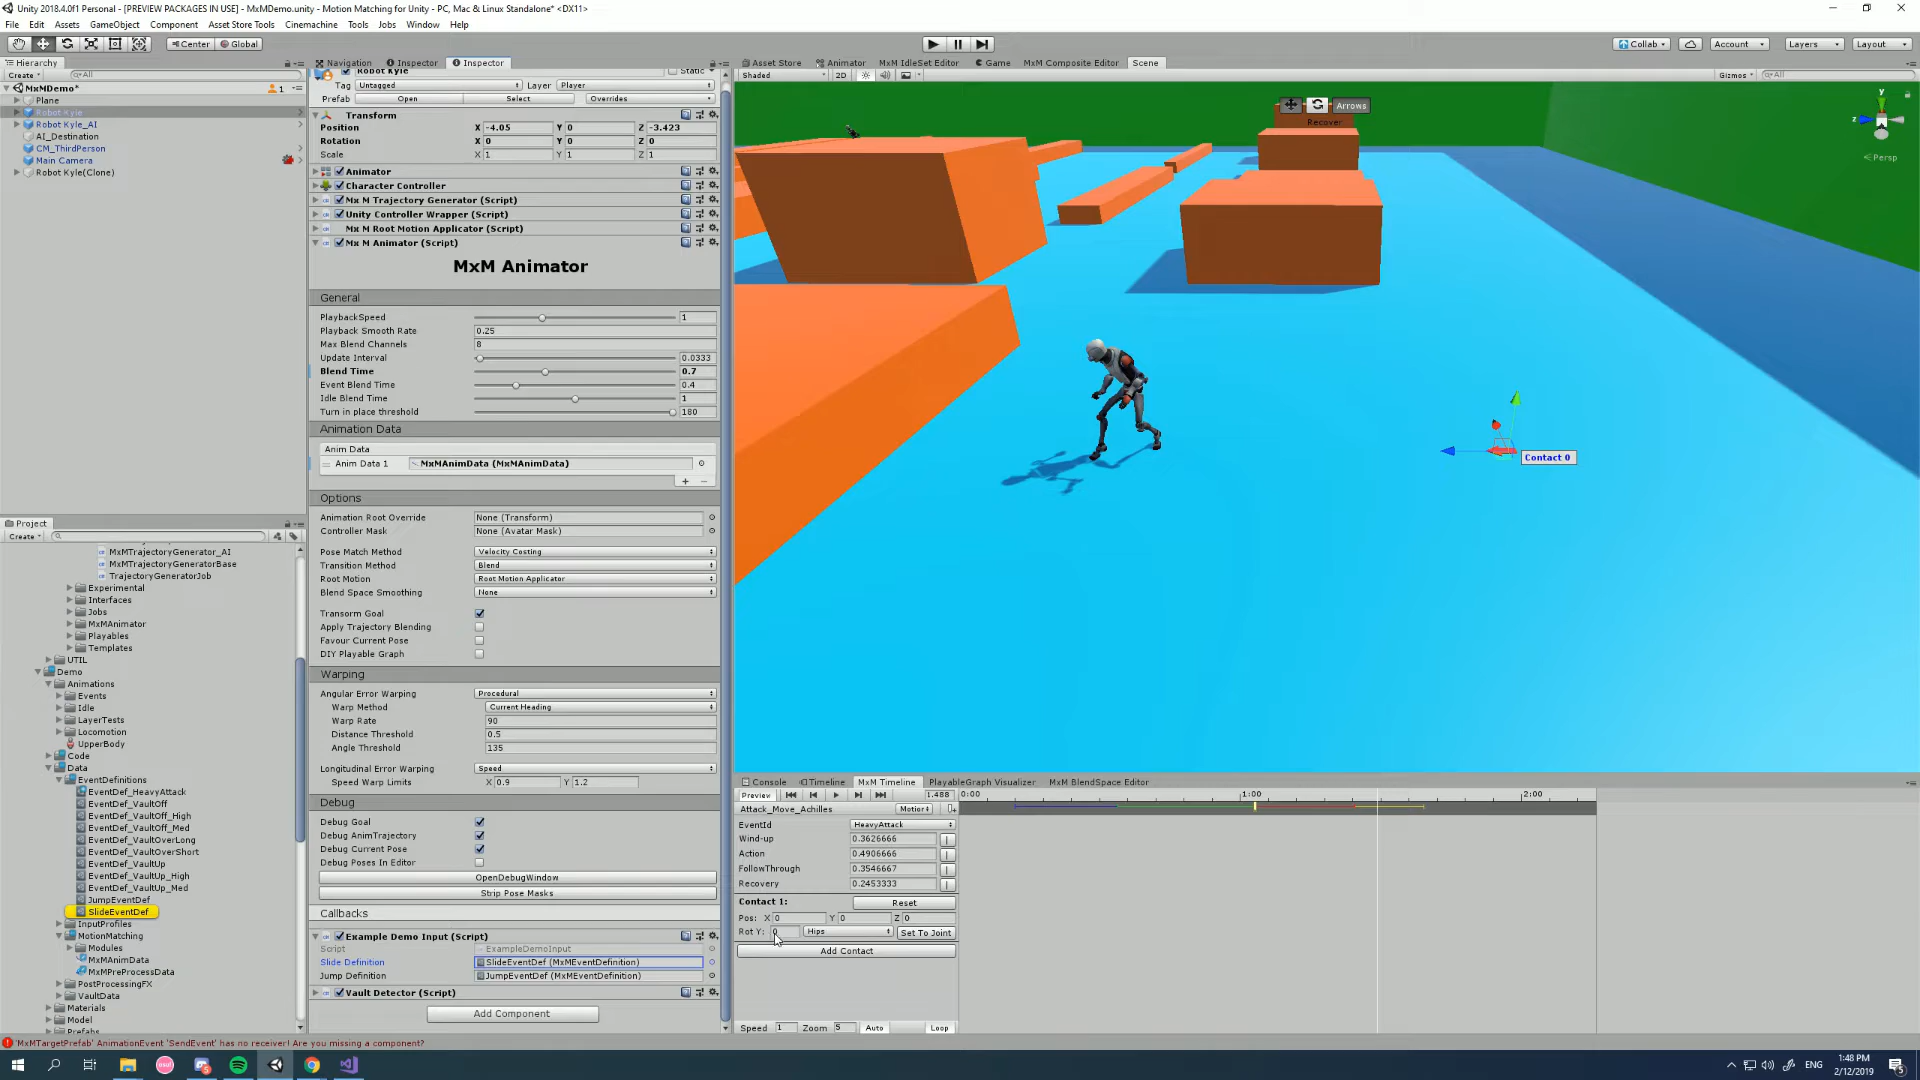 Unity 2018.4.0f1 Personal - [PREVIEW PACKAGES IN USE] - MxMDemo.unity - Motion Matching for Unity - PC, Mac & Linux Standalone* <DX11>
File Edit Assets GameObject Component Asset Store Tools Cinemachine Tools Jobs Window Help
Center Global Collab Account Layers Layout
Hierarchy
Create All
MxMDemo* 1
Plane
Robot Kyle
Robot Kyle_AI
AI_Destination
CM_ThirdPerson
Main Camera
Robot Kyle(Clone)
Project
Create
MxMTrajectoryGenerator_AI
MxMTrajectoryGeneratorBase
TrajectoryGeneratorJob
Experimental
Interfaces
Jobs
MxMAnimator
Playables
Templates
UTIL
Demo
Animations
Events
Idle
LayerTests
Locomotion
UpperBody
Code
Data
EventDefinitions
EventDef_HeavyAttack
EventDef_VaultOff
EventDef_VaultOff_High
EventDef_VaultOff_Med
EventDef_VaultOverLong
EventDef_VaultOverShort
EventDef_VaultUp
EventDef_VaultUp_High
EventDef_VaultUp_Med
JumpEventDef
SlideEventDef
InputProfiles
MotionMatching
Modules
MxMAnimData
MxMPreProcessData
PostProcessingFX
VaultData
Materials
Model
Prefabs
Navigation Inspector Inspector
Robot Kyle Static
Tag Untagged Layer Player
Prefab Open Select Overrides
Transform
Position X -4.05 Y 0 Z -3.423
Rotation X 0 Y 0 Z 0
Scale X 1 Y 1 Z 1
Animator
Character Controller
Mx M Trajectory Generator (Script)
Unity Controller Wrapper (Script)
Mx M Root Motion Applicator (Script)
Mx M Animator (Script)
MxM Animator
General
PlaybackSpeed 1
Playback Smooth Rate 0.25
Max Blend Channels 8
Update Interval 0.0333
Blend Time 0.7
Event Blend Time 0.4
Idle Blend Time 1
Turn in place threshold 180
Animation Data
Anim Data
Anim Data 1 MxMAnimData (MxMAnimData)
+ −
Options
Animation Root Override None (Transform)
Controller Mask None (Avatar Mask)
Pose Match Method Velocity Costing
Transition Method Blend
Root Motion Root Motion Applicator
Blend Space Smoothing None
Transorm Goal
Apply Trajectory Blending
Favour Current Pose
DIY Playable Graph
Warping
Angular Error Warping Procedural
Warp Method Current Heading
Warp Rate 90
Distance Threshold 0.5
Angle Threshold 135
Longitudinal Error Warping Speed
Speed Warp Limits X 0.9 Y 1.2
Debug
Debug Goal
Debug AnimTrajectory
Debug Current Pose
Debug Poses In Editor
OpenDebugWindow
Strip Pose Masks
Callbacks
Example Demo Input (Script)
Script ExampleDemoInput
Slide Definition SlideEventDef (MxMEventDefinition)
Jump Definition JumpEventDef (MxMEventDefinition)
Vault Detector (Script)
Add Component
Asset Store Animator MxM IdleSet Editor Game MxM Composite Editor Scene
Shaded 2D Gizmos All
Arrows
Recover
y
z
Persp
Contact 0
Console Timeline MxM Timeline PlayableGraph Visualizer MxM BlendSpace Editor
Preview 1.488 0:00 1:00 2:00
Attack_Move_Achilles Motion
EventId HeavyAttack
Wind-up 0.3626666
Action 0.4906666
FollowThrough 0.3546667
Recovery 0.2453333
Contact 1: Reset
Pos: X 0 Y 0 Z 0
Rot Y: 0 Hips Set To Joint
Add Contact
Speed 1 Zoom 5 Auto Loop
'MxMTargetPrefab' AnimationEvent 'SendEvent' has no receiver! Are you missing a component?
ENG
1:48 PM
2/12/2019
5